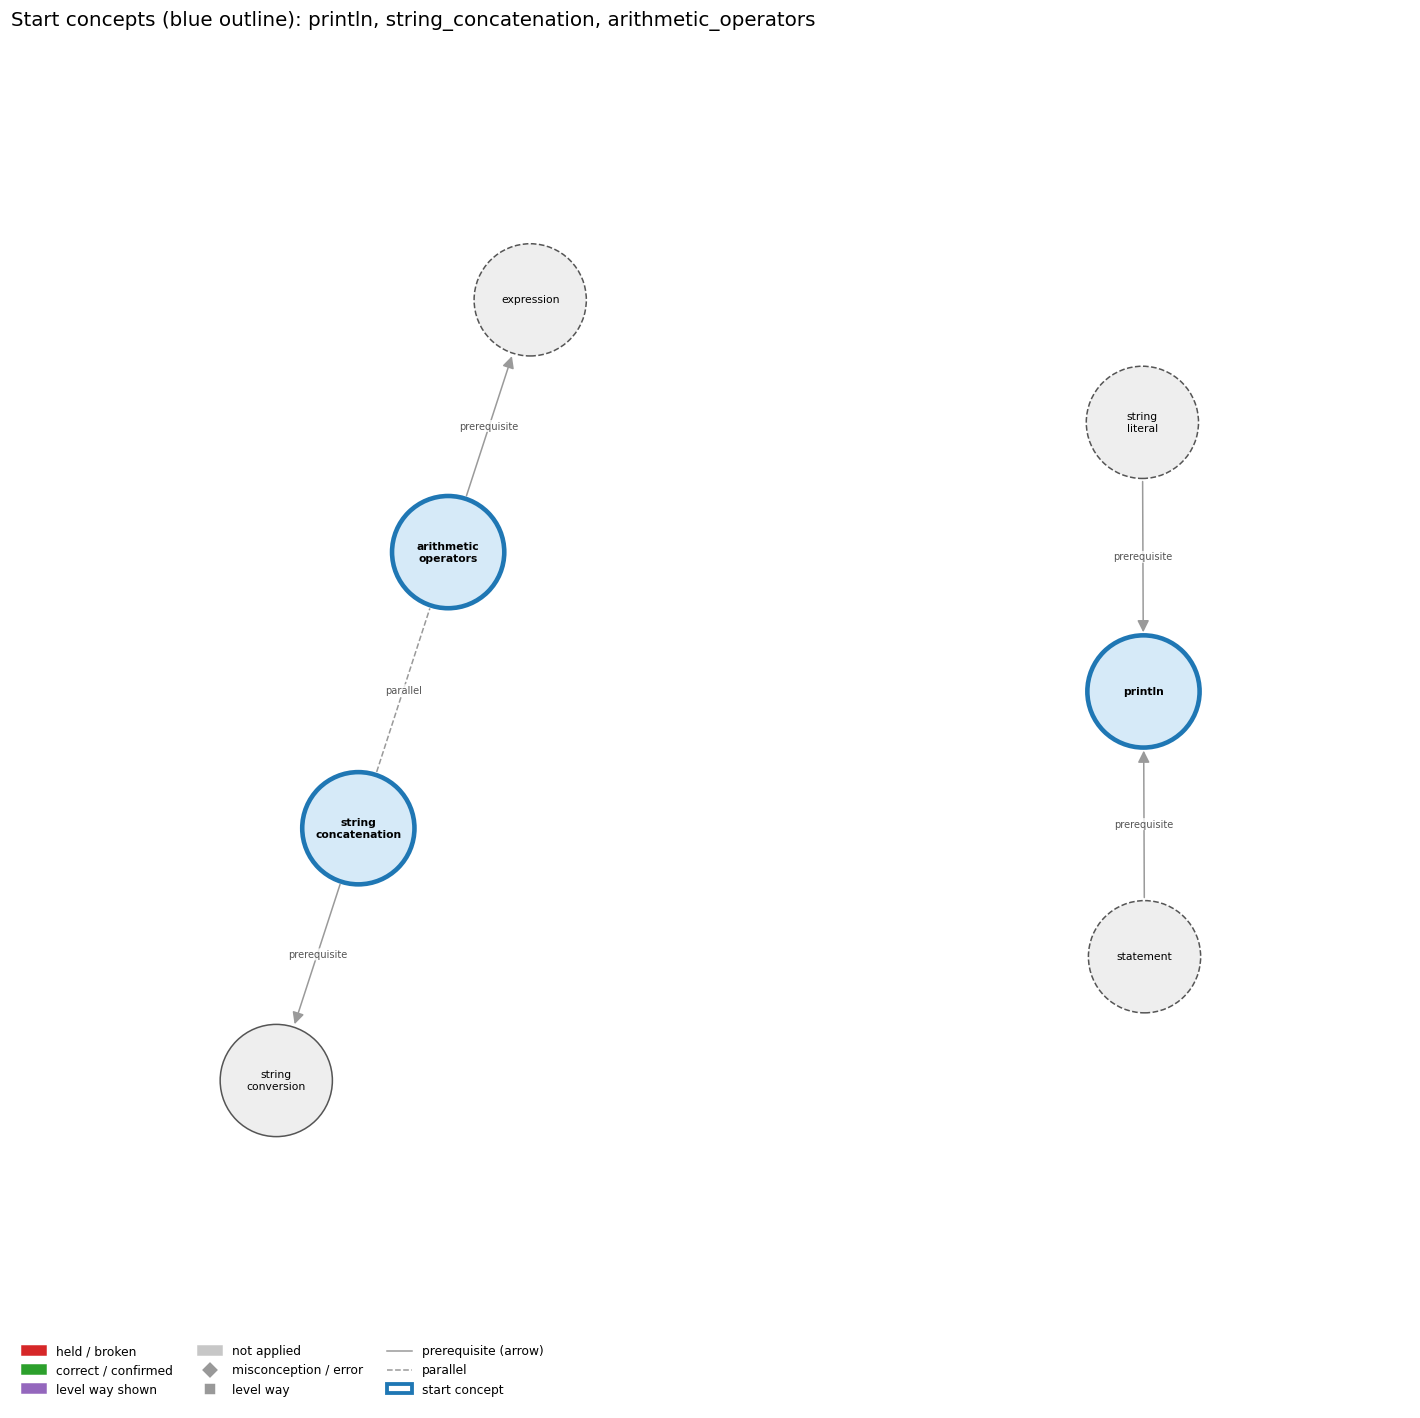 Start concepts (blue outline): println, string_concatenation, arithmetic_operators
expression
prerequisite
string
literal
arithmetic
operators
prerequisite
parallel
println
string
concatenation
prerequisite
prerequisite
statement
string
conversion
held / broken
correct / confirmed
level way shown
not applied
misconception / error
level way
prerequisite (arrow)
parallel
start concept